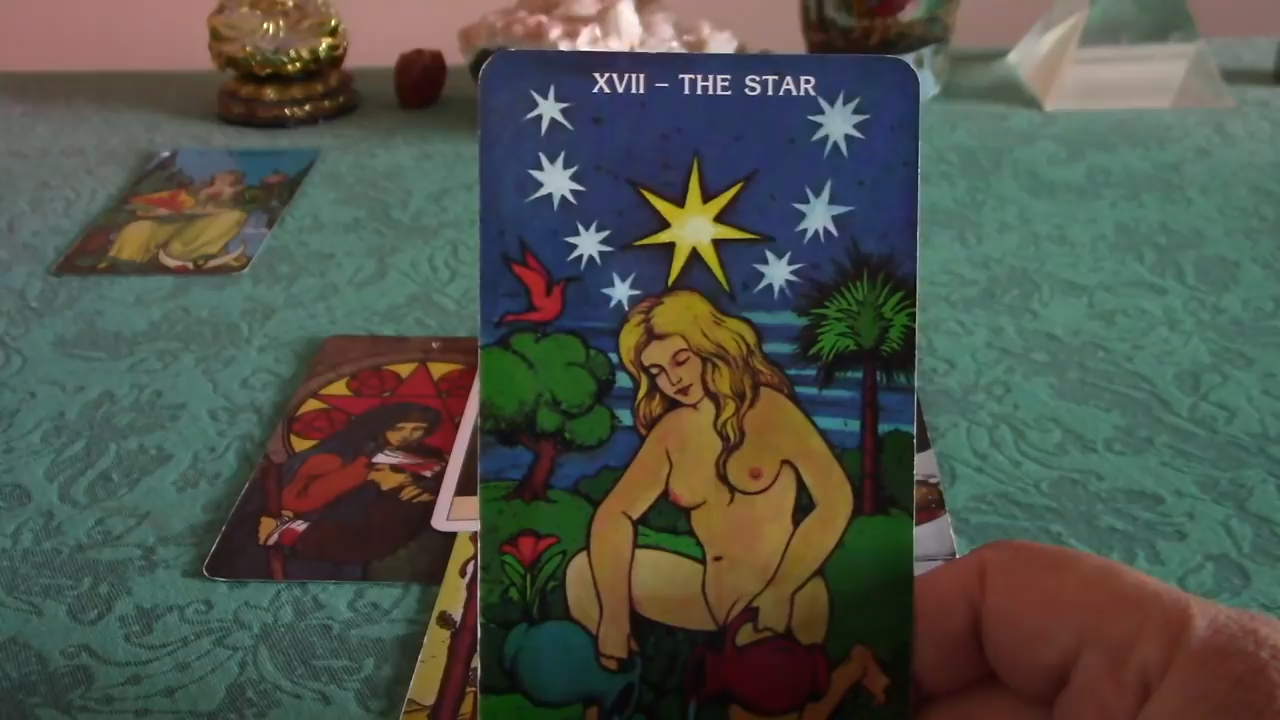 XVII – THE STAR
V